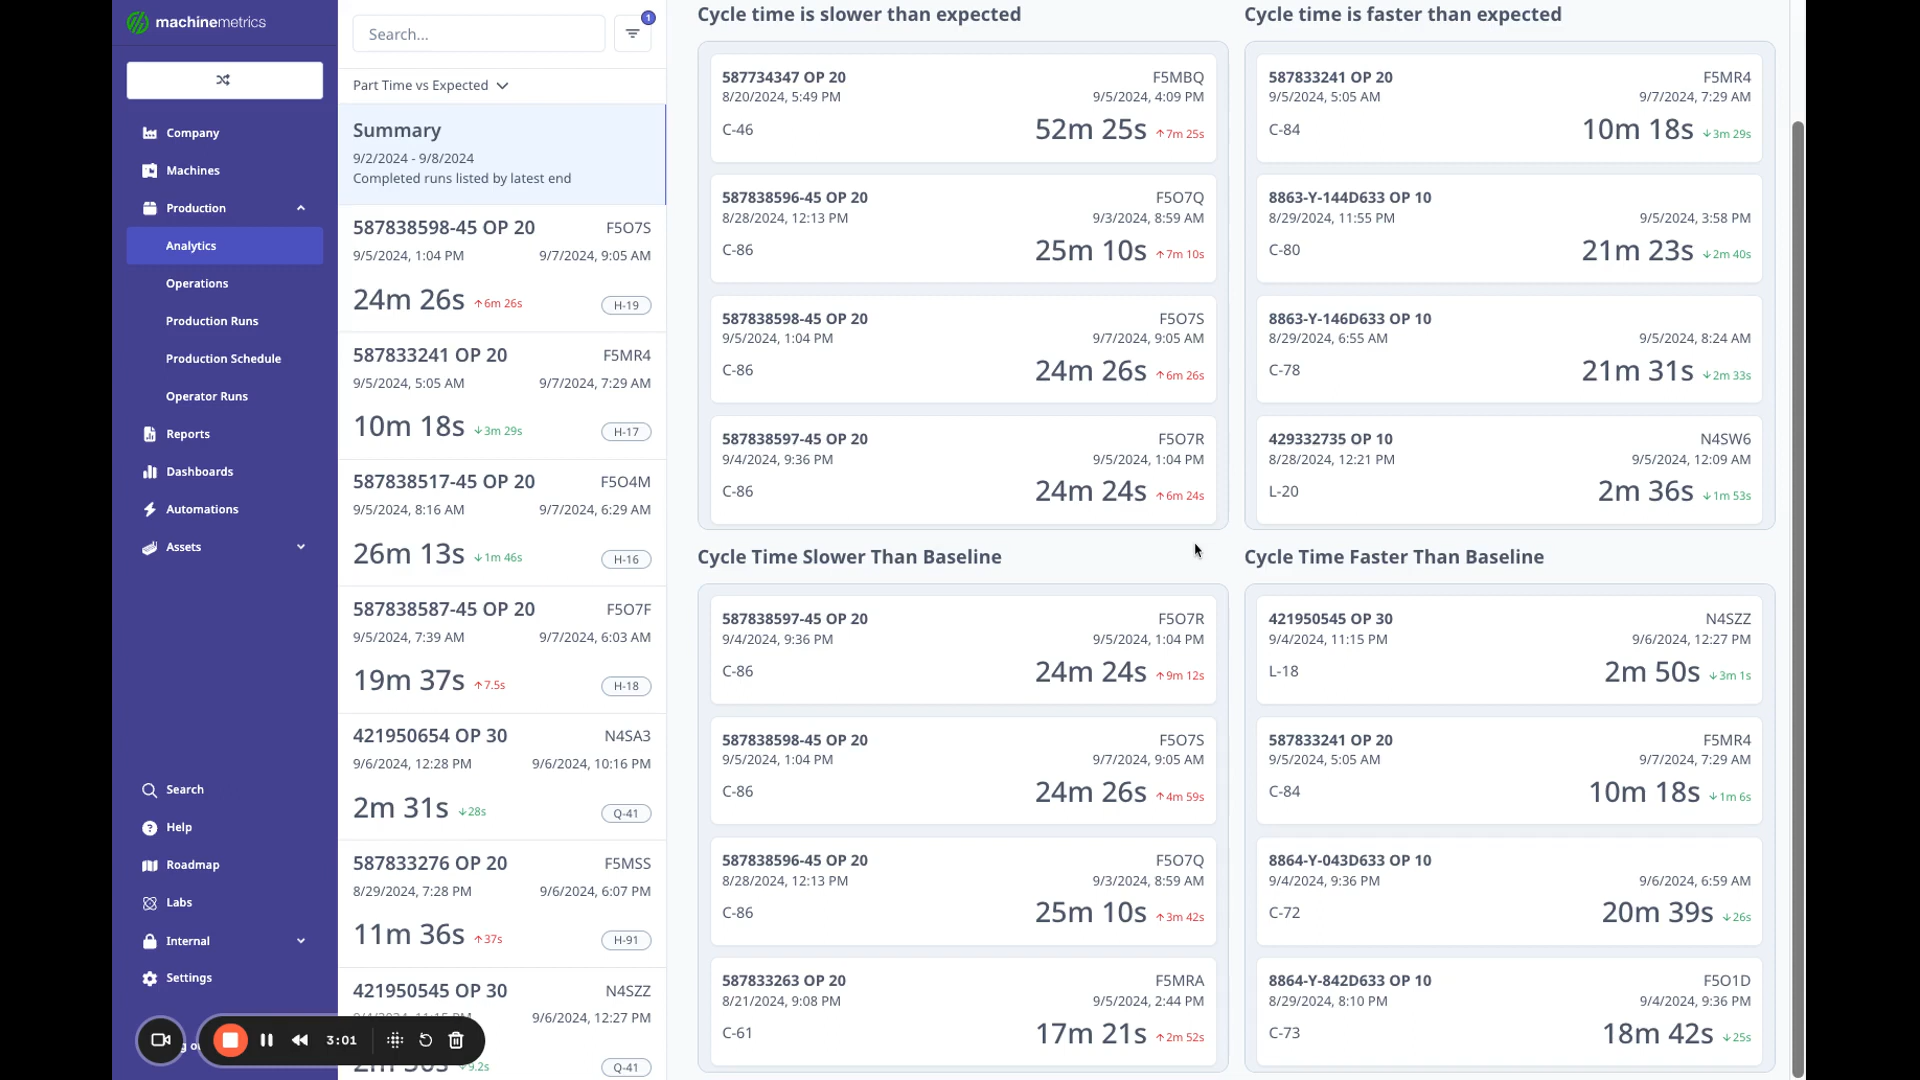 machinemetrics
Company
Machines
Production
Analytics
Operations
Production Runs
Production Schedule
Operator Runs
Reports
Dashboards
Automations
Assets
Search
Help
Roadmap
Labs
Internal
Settings
3:01
Search...
1
Part Time vs Expected
Summary
9/2/2024 - 9/8/2024
Completed runs listed by latest end
587838598-45 OP 20 F5O7S
9/5/2024, 1:04 PM 9/7/2024, 9:05 AM
24m 26s ↑6m 26s H-19
587833241 OP 20 F5MR4
9/5/2024, 5:05 AM 9/7/2024, 7:29 AM
10m 18s ↓3m 29s H-17
587838517-45 OP 20 F5O4M
9/5/2024, 8:16 AM 9/7/2024, 6:29 AM
26m 13s ↓1m 46s H-16
587838587-45 OP 20 F5O7F
9/5/2024, 7:39 AM 9/7/2024, 6:03 AM
19m 37s ↑7.5s H-18
421950654 OP 30 N4SA3
9/6/2024, 12:28 PM 9/6/2024, 10:16 PM
2m 31s ↓28s Q-41
587833276 OP 20 F5MSS
8/29/2024, 7:28 PM 9/6/2024, 6:07 PM
11m 36s ↑37s H-91
421950545 OP 30 N4SZZ
9/6/2024, 12:27 PM
↓9.2s Q-41
Cycle time is slower than expected
587734347 OP 20 F5MBQ
8/20/2024, 5:49 PM 9/5/2024, 4:09 PM
C-46 52m 25s ↑7m 25s
587838596-45 OP 20 F5O7Q
8/28/2024, 12:13 PM 9/3/2024, 8:59 AM
C-86 25m 10s ↑7m 10s
587838598-45 OP 20 F5O7S
9/5/2024, 1:04 PM 9/7/2024, 9:05 AM
C-86 24m 26s ↑6m 26s
587838597-45 OP 20 F5O7R
9/4/2024, 9:36 PM 9/5/2024, 1:04 PM
C-86 24m 24s ↑6m 24s
Cycle time is faster than expected
587833241 OP 20 F5MR4
9/5/2024, 5:05 AM 9/7/2024, 7:29 AM
C-84 10m 18s ↓3m 29s
8863-Y-144D633 OP 10
8/29/2024, 11:55 PM 9/5/2024, 3:58 PM
C-80 21m 23s ↓2m 40s
8863-Y-146D633 OP 10
8/29/2024, 6:55 AM 9/5/2024, 8:24 AM
C-78 21m 31s ↓2m 33s
429332735 OP 10 N4SW6
8/28/2024, 12:21 PM 9/5/2024, 12:09 AM
L-20 2m 36s ↓1m 53s
Cycle Time Slower Than Baseline
587838597-45 OP 20 F5O7R
9/4/2024, 9:36 PM 9/5/2024, 1:04 PM
C-86 24m 24s ↑9m 12s
587838598-45 OP 20 F5O7S
9/5/2024, 1:04 PM 9/7/2024, 9:05 AM
C-86 24m 26s ↑4m 59s
587838596-45 OP 20 F5O7Q
8/28/2024, 12:13 PM 9/3/2024, 8:59 AM
C-86 25m 10s ↑3m 42s
587833263 OP 20 F5MRA
8/21/2024, 9:08 PM 9/5/2024, 2:44 PM
C-61 17m 21s ↑2m 52s
Cycle Time Faster Than Baseline
421950545 OP 30 N4SZZ
9/4/2024, 11:15 PM 9/6/2024, 12:27 PM
L-18 2m 50s ↓3m 1s
587833241 OP 20 F5MR4
9/5/2024, 5:05 AM 9/7/2024, 7:29 AM
C-84 10m 18s ↓1m 6s
8864-Y-043D633 OP 10
9/4/2024, 9:36 PM 9/6/2024, 6:59 AM
C-72 20m 39s ↓26s
8864-Y-842D633 OP 10 F5O1D
8/29/2024, 8:10 PM 9/4/2024, 9:36 PM
C-73 18m 42s ↓25s